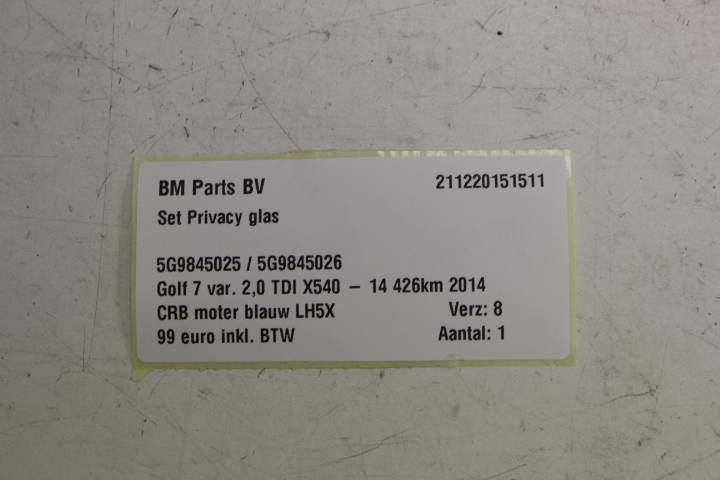 BM Parts BV 211220151511
Set Privacy glas
5G9845025 / 5G9845026
Golf 7 var. 2,0 TDI X540 – 14 426km 2014
CRB moter blauw LH5X Verz: 8
99 euro inkl. BTW Aantal: 1